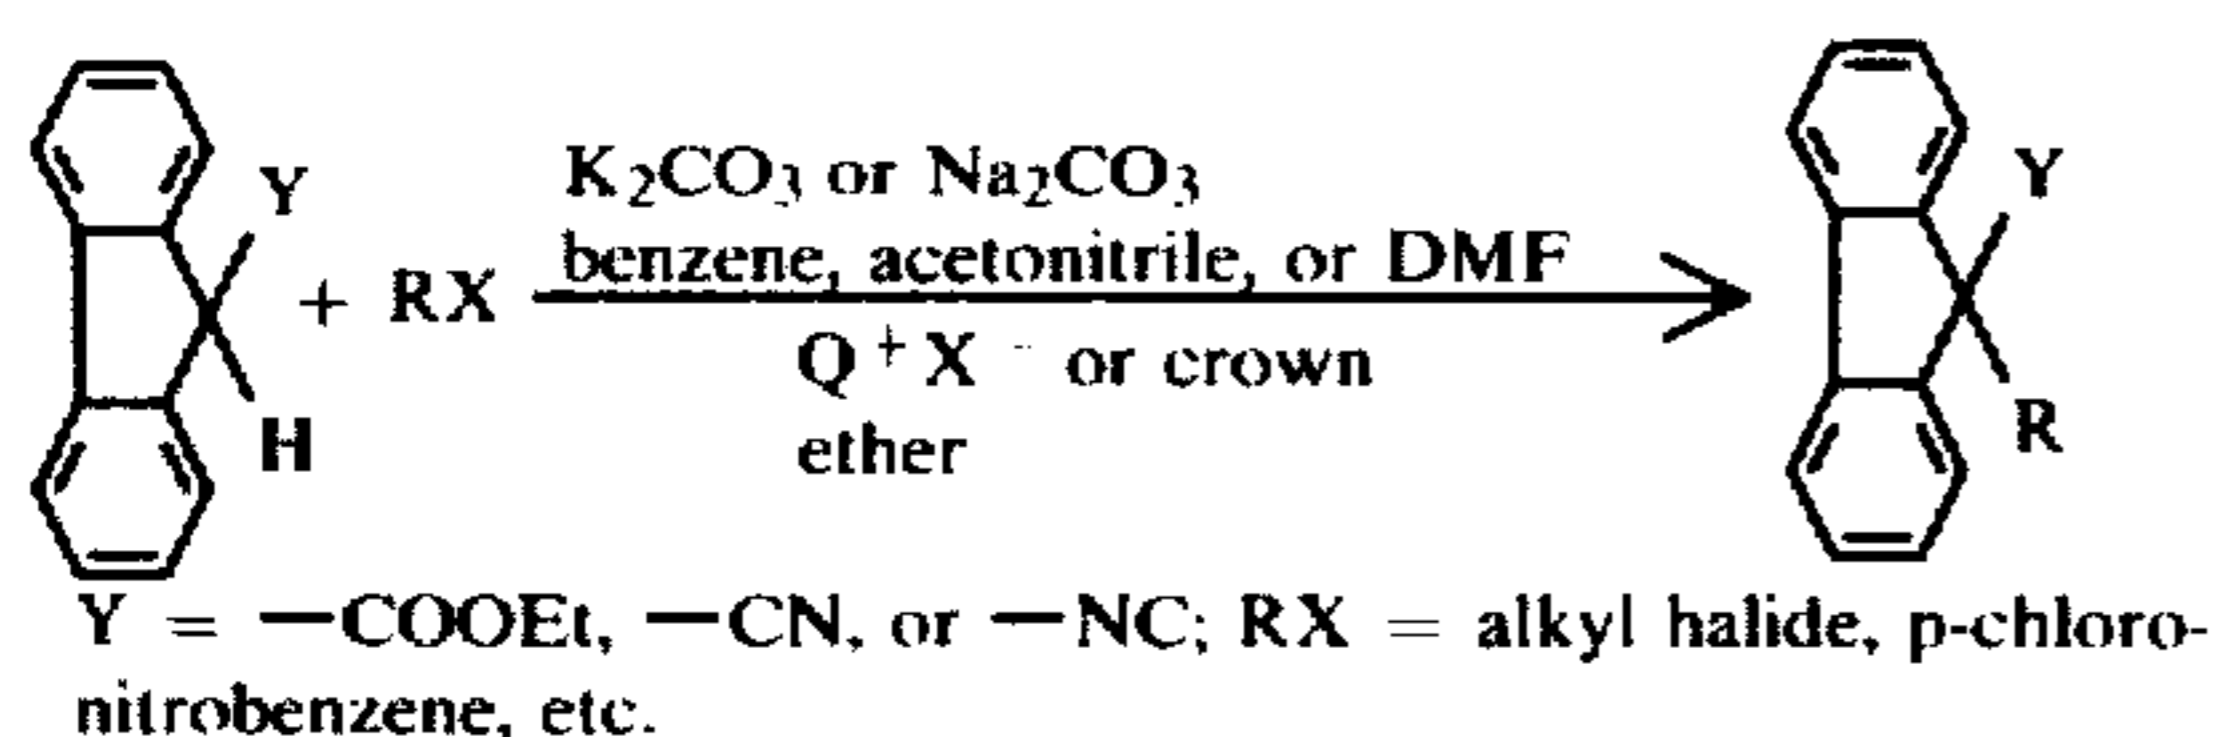 Y
H
+ RX
K₂CO₃ or Na₂CO₃
benzene, acetonitrile, or DMF
Q⁺X⁻ or crown
ether
Y
R
Y = —COOEt, —CN, or —NC; RX = alkyl halide, p-chloro-
nitrobenzene, etc.